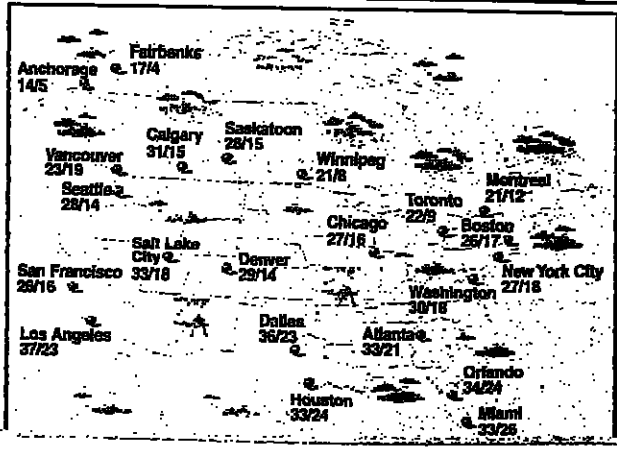 Fairbanks
17/4
Anchorage
14/5
Calgary
31/15
Saskatoon
28/15
Vancouver
23/19
Winnipeg
21/8
Seattle
28/14
Montreal
21/12
Toronto
22/9
Boston
26/17
Chicago
27/16
Salt Lake
City
33/18
Denver
29/14
San Francisco
26/16
New York City
27/18
Washington
30/18
Los Angeles
37/23
Dallas
36/23
Atlanta
33/21
Orlando
34/24
Houston
33/24
Miami
33/26